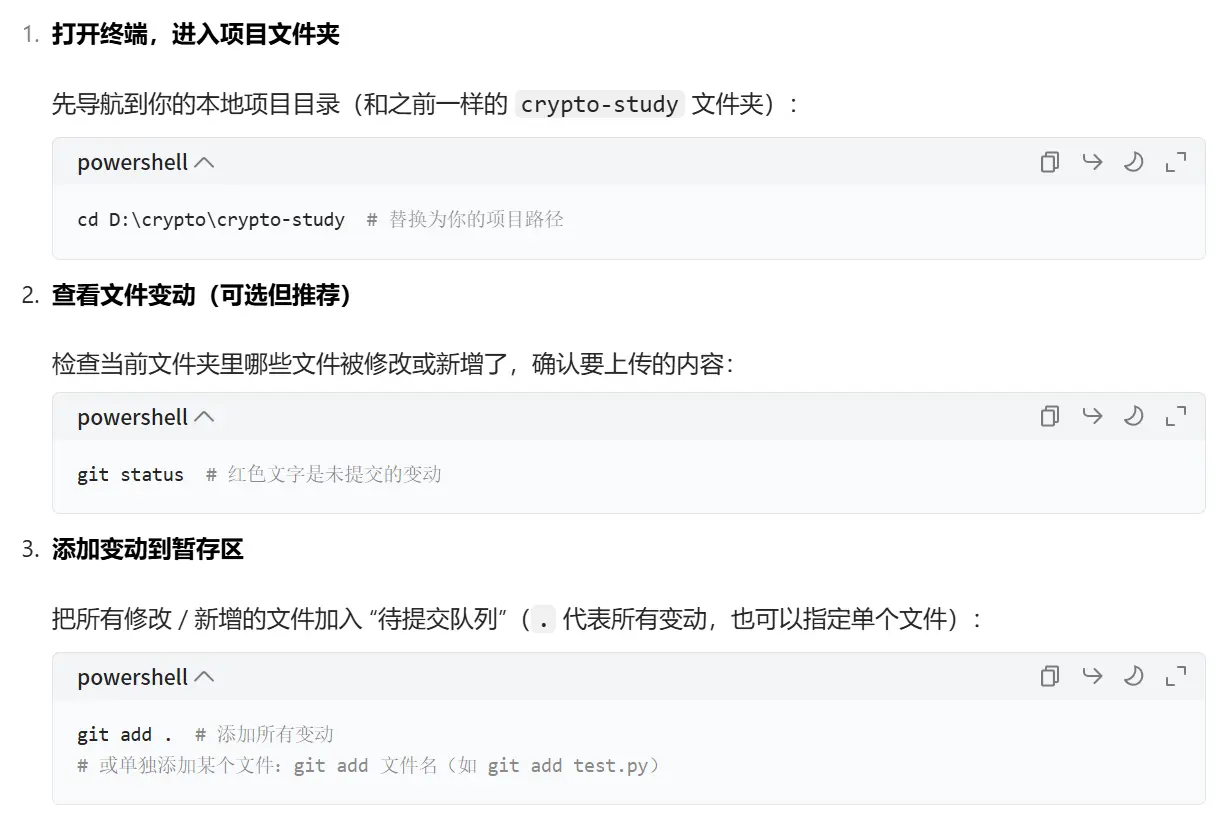 1. 打开终端，进入项目文件夹
先导航到你的本地项目目录（和之前一样的 crypto-study 文件夹）：
powershell
cd D:\crypto\crypto-study  # 替换为你的项目路径
2. 查看文件变动（可选但推荐）
检查当前文件夹里哪些文件被修改或新增了，确认要上传的内容：
powershell
git status  # 红色文字是未提交的变动
3. 添加变动到暂存区
把所有修改 / 新增的文件加入 “待提交队列”（. 代表所有变动，也可以指定单个文件）：
powershell
git add .  # 添加所有变动
# 或单独添加某个文件：git add 文件名（如 git add test.py）